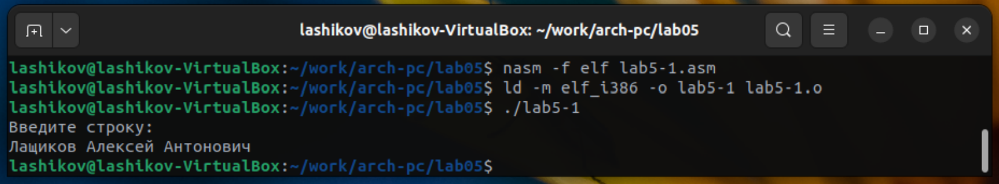 lashikov@lashikov-VirtualBox: ~/work/arch-pc/lab05
lashikov@lashikov-VirtualBox:~/work/arch-pc/lab05$ nasm -f elf lab5-1.asm
lashikov@lashikov-VirtualBox:~/work/arch-pc/lab05$ ld -m elf_i386 -o lab5-1 lab5-1.o
lashikov@lashikov-VirtualBox:~/work/arch-pc/lab05$ ./lab5-1
Введите строку:
Лащиков Алексей Антонович
lashikov@lashikov-VirtualBox:~/work/arch-pc/lab05$